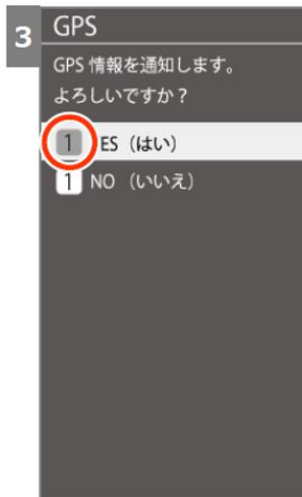 3
GPS
GPS 情報を通知します。
よろしいですか？
1 ES（はい）
1 NO （いいえ）